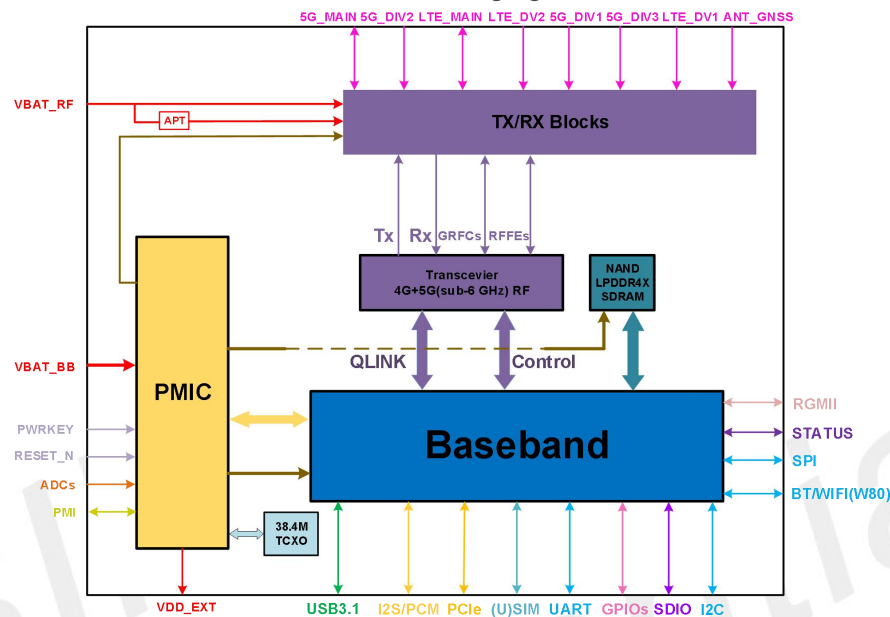 5G_MAIN 5G_DIV2 LTE_MAIN LTE_DV2 5G_DIV1 5G_DIV3 LTE_DV1 ANT_GNSS
VBAT_RF
APT
TX/RX Blocks
Tx Rx GRFCs RFFEs
Transcevier
4G+5G(sub-6 GHz) RF
NAND
LPDDR4X
SDRAM
QLINK Control
VBAT_BB
PMIC
Baseband
PWRKEY
RESET_N
ADCs
PMI
RGMII
STATUS
SPI
BT/WIFI(W80)
38.4M
TCXO
VDD_EXT
USB3.1 I2S/PCM PCIe (U)SIM UART GPIOs SDIO I2C